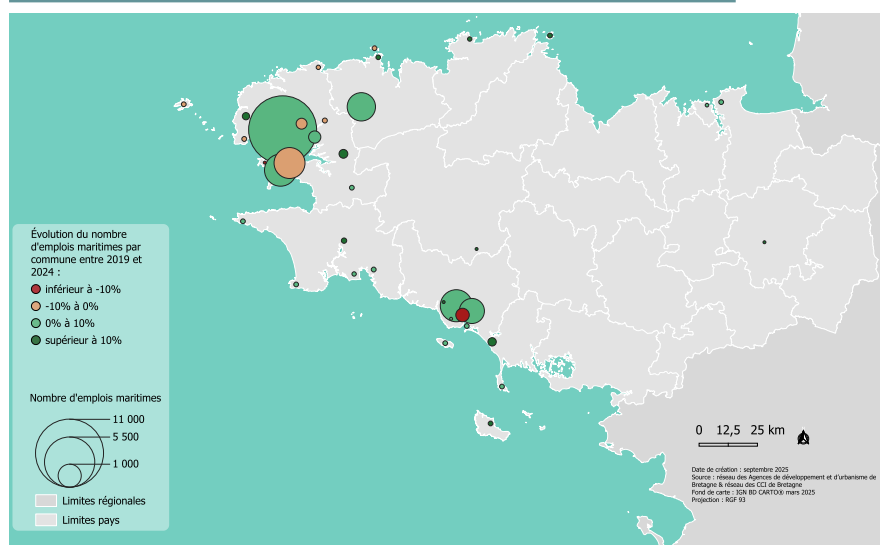 Évolution du nombre
d'emplois maritimes par
commune entre 2019 et
2024 :
inférieur à -10%
-10% à 0%
0% à 10%
supérieur à 10%
Nombre d'emplois maritimes
11 000
5 500
1 000
Limites régionales
Limites pays
0 12,5 25 km
Date de création : septembre 2025
Source : réseau des Agences de développement et d'urbanisme de
Bretagne & réseau des CCI de Bretagne
Fond de carte : IGN BD CARTO® mars 2025
Projection : RGF 93